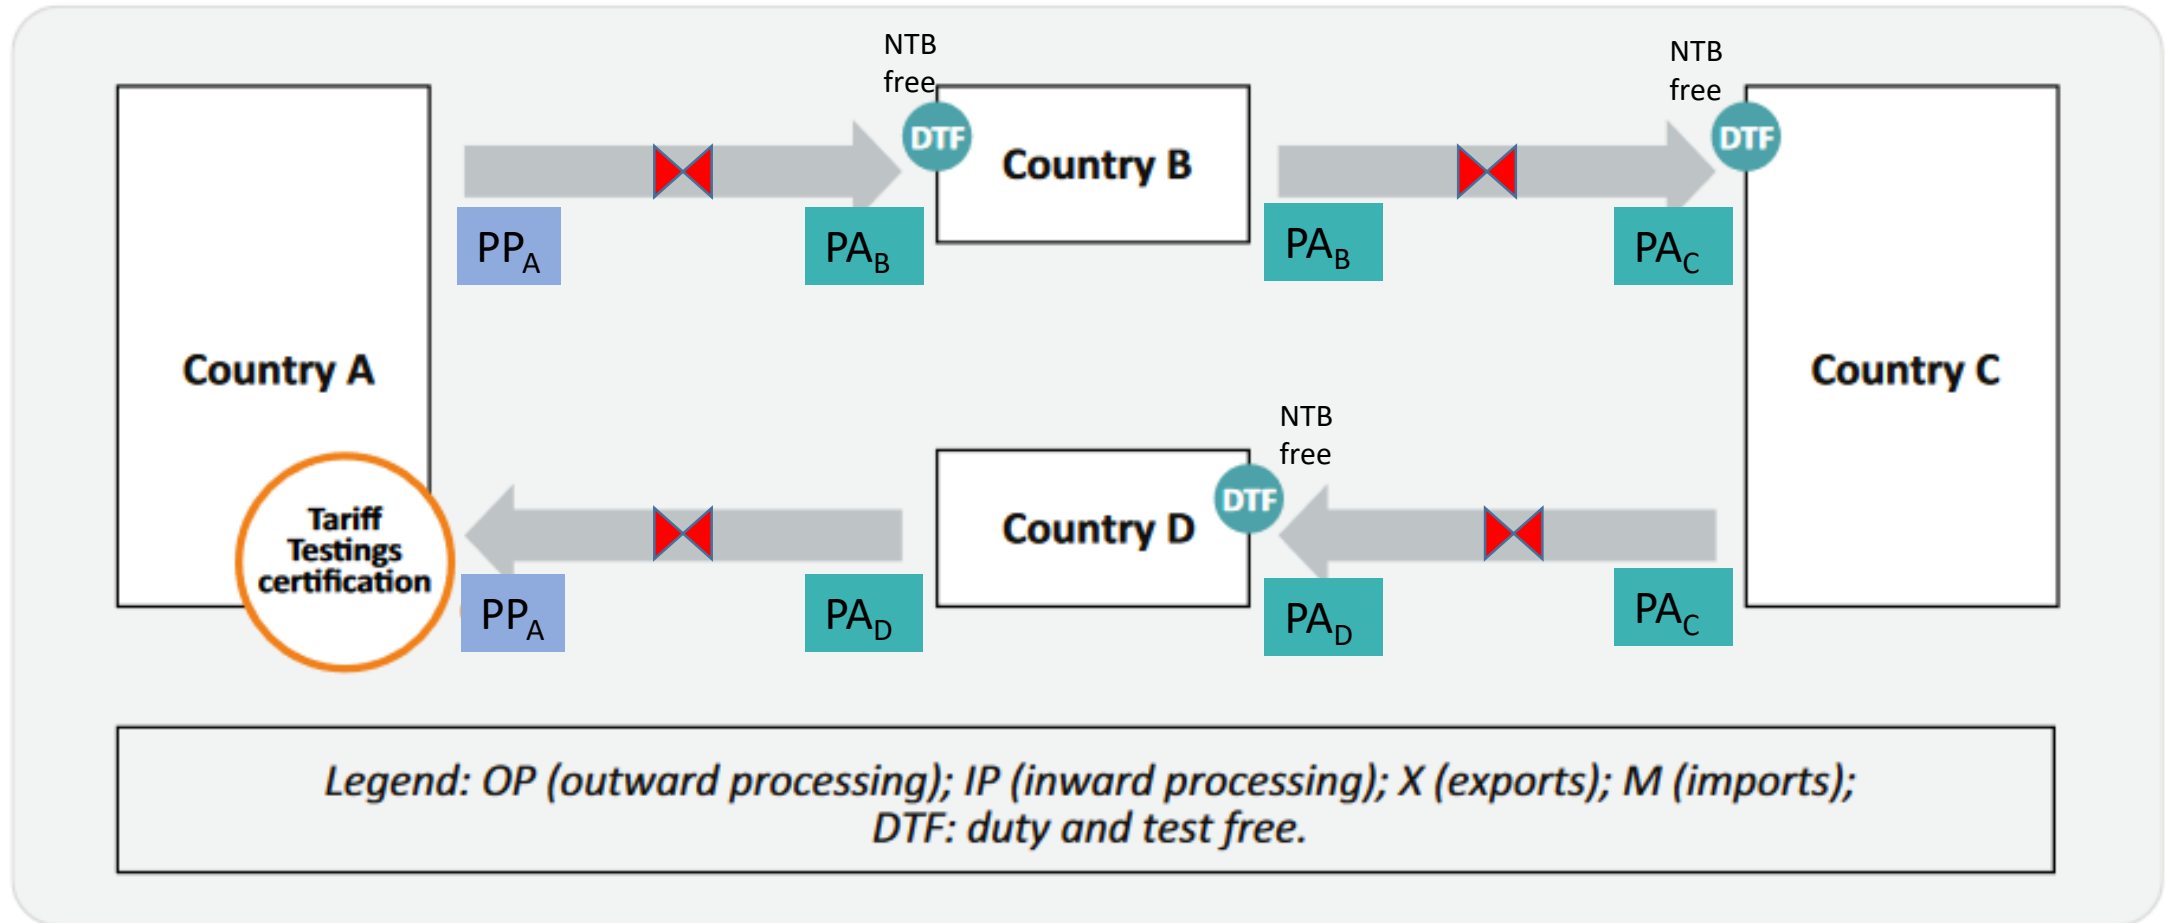 NTB
free
NTB
free
DTF
Country B
DTF
PPA
PAB
PAB
PAC
Country A
Country C
NTB
free
DTF
Country D
Tariff
Testings
certification
PPA
PAD
PAD
PAC
Legend: OP (outward processing); IP (inward processing); X (exports); M (imports);
DTF: duty and test free.